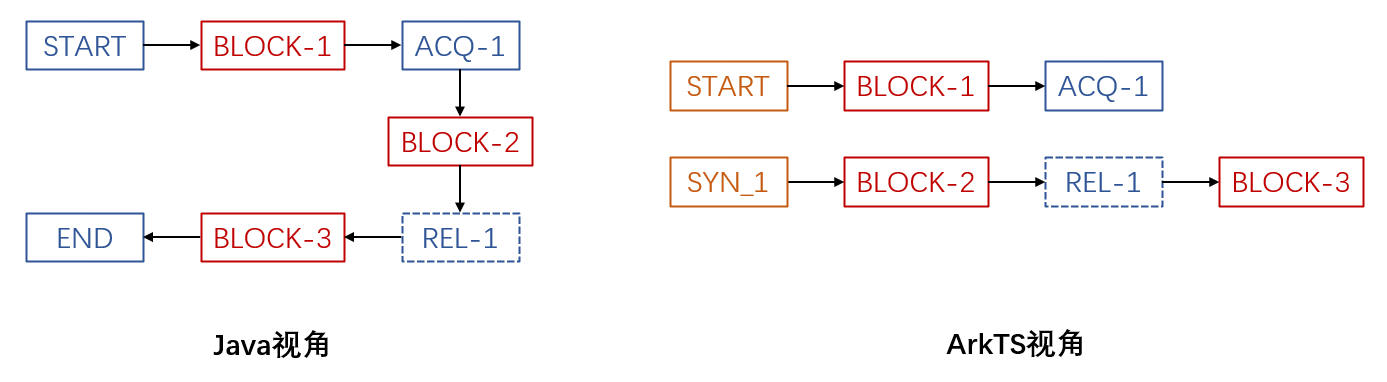 START
BLOCK-1
ACQ-1
BLOCK-2
REL-1
BLOCK-3
END
Java视角
START
BLOCK-1
ACQ-1
SYN_1
BLOCK-2
REL-1
BLOCK-3
ArkTS视角